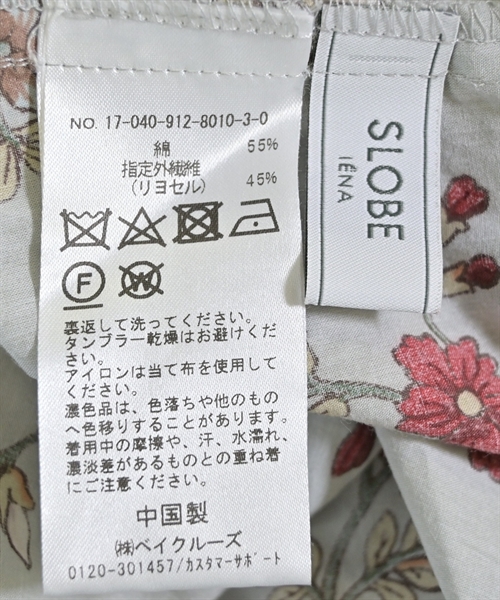 NO. 17-040-912-8010-3-0
綿 55%
指定外繊維
(リヨセル) 45%
F
W
裏返して洗ってください。
タンブラー乾燥はお避けくださ
い。
アイロンは当て布を使用して
ください。
濃色品は、色落ちや他のもの
へ色移りすることがあります。
着用中の摩擦や、汗、水濡れ、
濃淡差があるものとの重ね着
にご注意ください。
中国製
㈱ベイクルーズ
0120-301457/カスタマーサポート
SLOBE
IÉNA